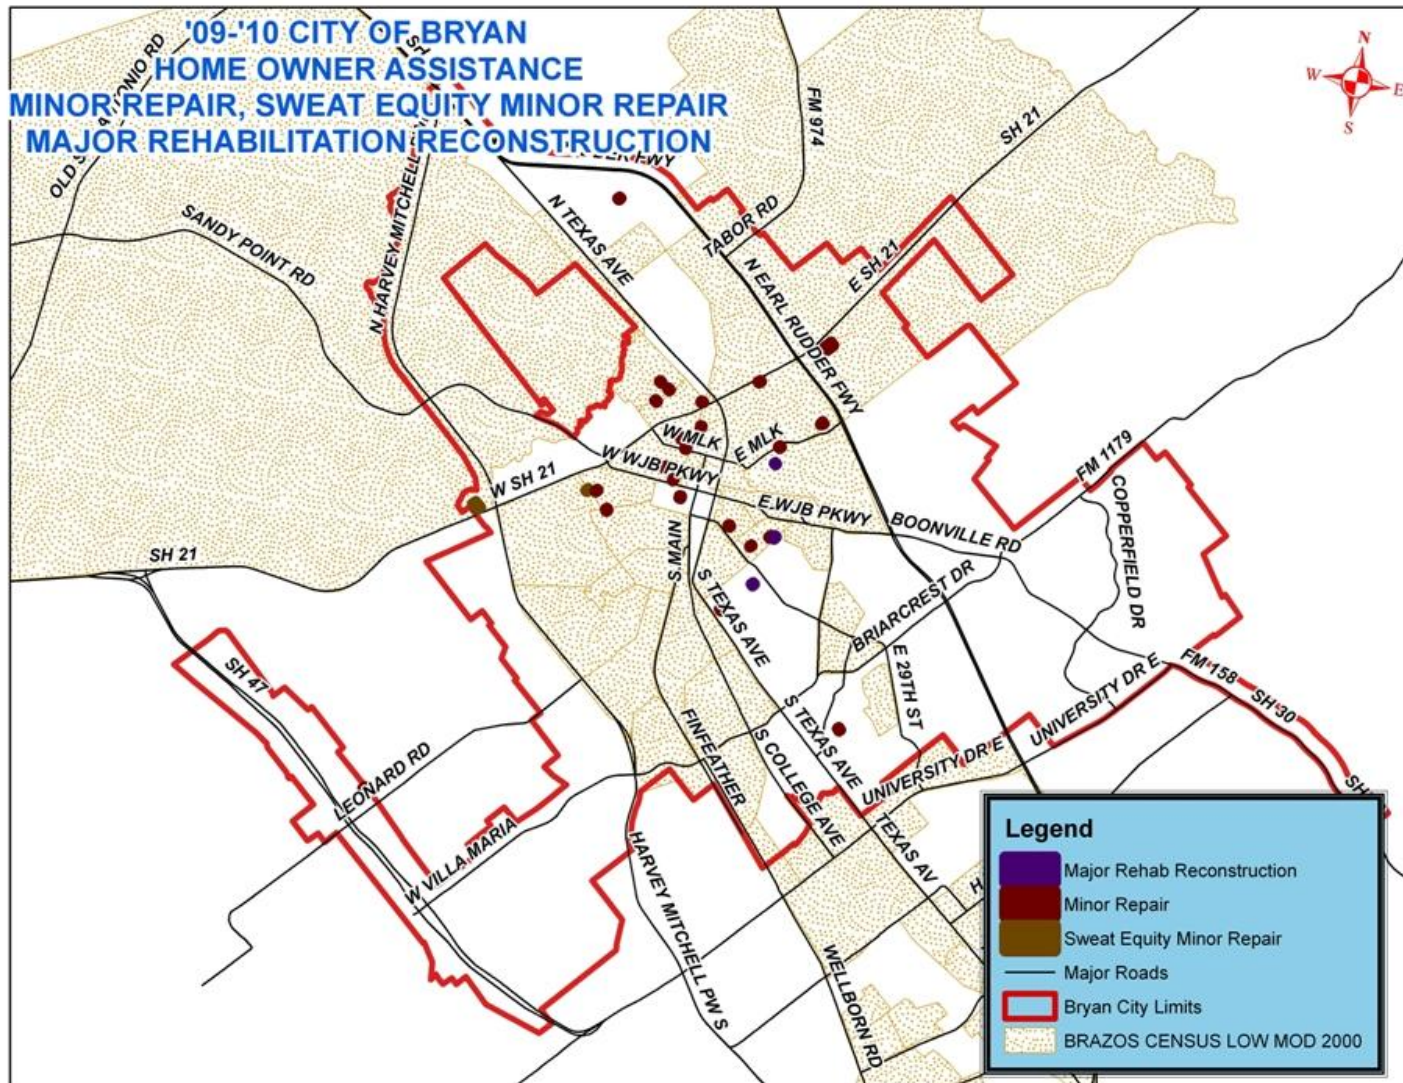 '09-'10 CITY OF BRYAN
HOME OWNER ASSISTANCE
MINOR REPAIR, SWEAT EQUITY MINOR REPAIR
MAJOR REHABILITATION RECONSTRUCTION
N
W E
S
FM 974
SH 21
SANDY POINT RD
N HARVEY MITCHELL
N TEXAS AVE
TABOR RD
E SH 21
N EARL RUDDER FWY
FWY
W MLK
E MLK
W WJB PKWY
W SH 21
E WJB PKWY
BOONVILLE RD
FM 1179
COPPERFIELD DR
SH 21
S MAIN
S TEXAS AVE
BRIARCREST DR
E 29TH ST
UNIVERSITY DR E
FM 158
SH 30
SH
SH 47
LEONARD RD
FINFEATHER
S COLLEGE AVE
S TEXAS AVE
UNIVERSITY DR E
W VILLA MARIA
HARVEY MITCHELL PW S
TEXAS AV
H
WELLBORN RD
Legend
Major Rehab Reconstruction
Minor Repair
Sweat Equity Minor Repair
Major Roads
Bryan City Limits
BRAZOS CENSUS LOW MOD 2000